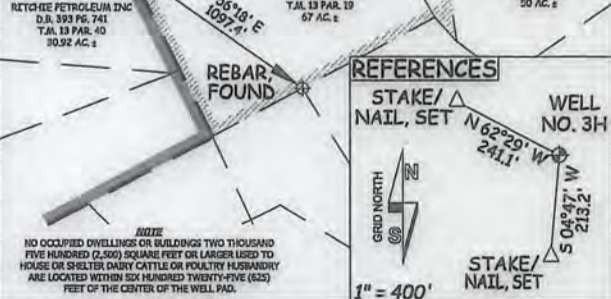 RITCHIE PETROLEUM INC
D.B. 393 PG. 741
T.M. 13 PAR. 40
30.92 AC. ±
56°18' E
1097.4'
T.M. 13 PAR. 19
67 AC. ±
50 AC. ±
REBAR,
FOUND
REFERENCES
STAKE/
NAIL, SET
N 62°29' W
241.1'
WELL
NO. 3H
GRID NORTH
N
S
S 04°47' W
213.2'
STAKE/
NAIL, SET
1" = 400'
NOTE
NO OCCUPIED DWELLINGS OR BUILDINGS TWO THOUSAND
FIVE HUNDRED (2,500) SQUARE FEET OR LARGER USED TO
HOUSE OR SHELTER DAIRY CATTLE OR POULTRY HUSBANDRY
ARE LOCATED WITHIN SIX HUNDRED TWENTY-FIVE (625)
FEET OF THE CENTER OF THE WELL PAD.